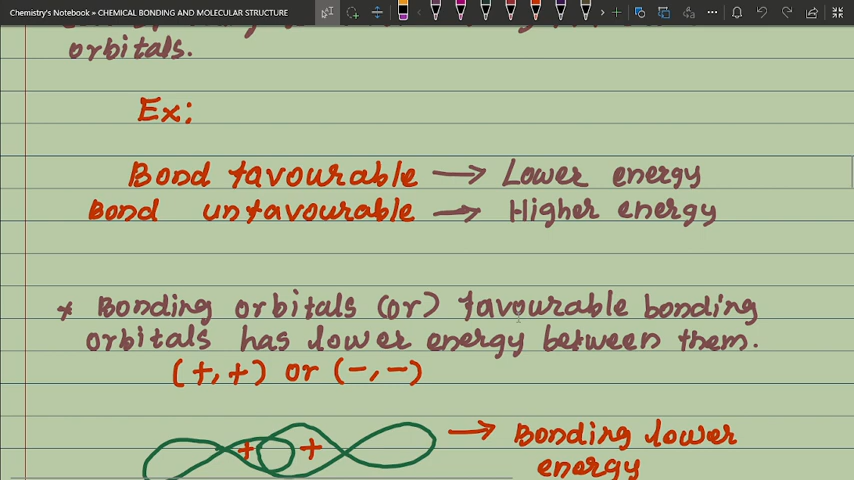 Chemistry's Notebook » CHEMICAL BONDING AND MOLECULAR STRUCTURE
orbitals.
Ex:
Bond favourable → Lower energy
Bond unfavourable → Higher energy
* Bonding orbitals (or) favourable bonding
orbitals has lower energy between them.
(+,+) or (-,-)
+ + → Bonding lower
energy